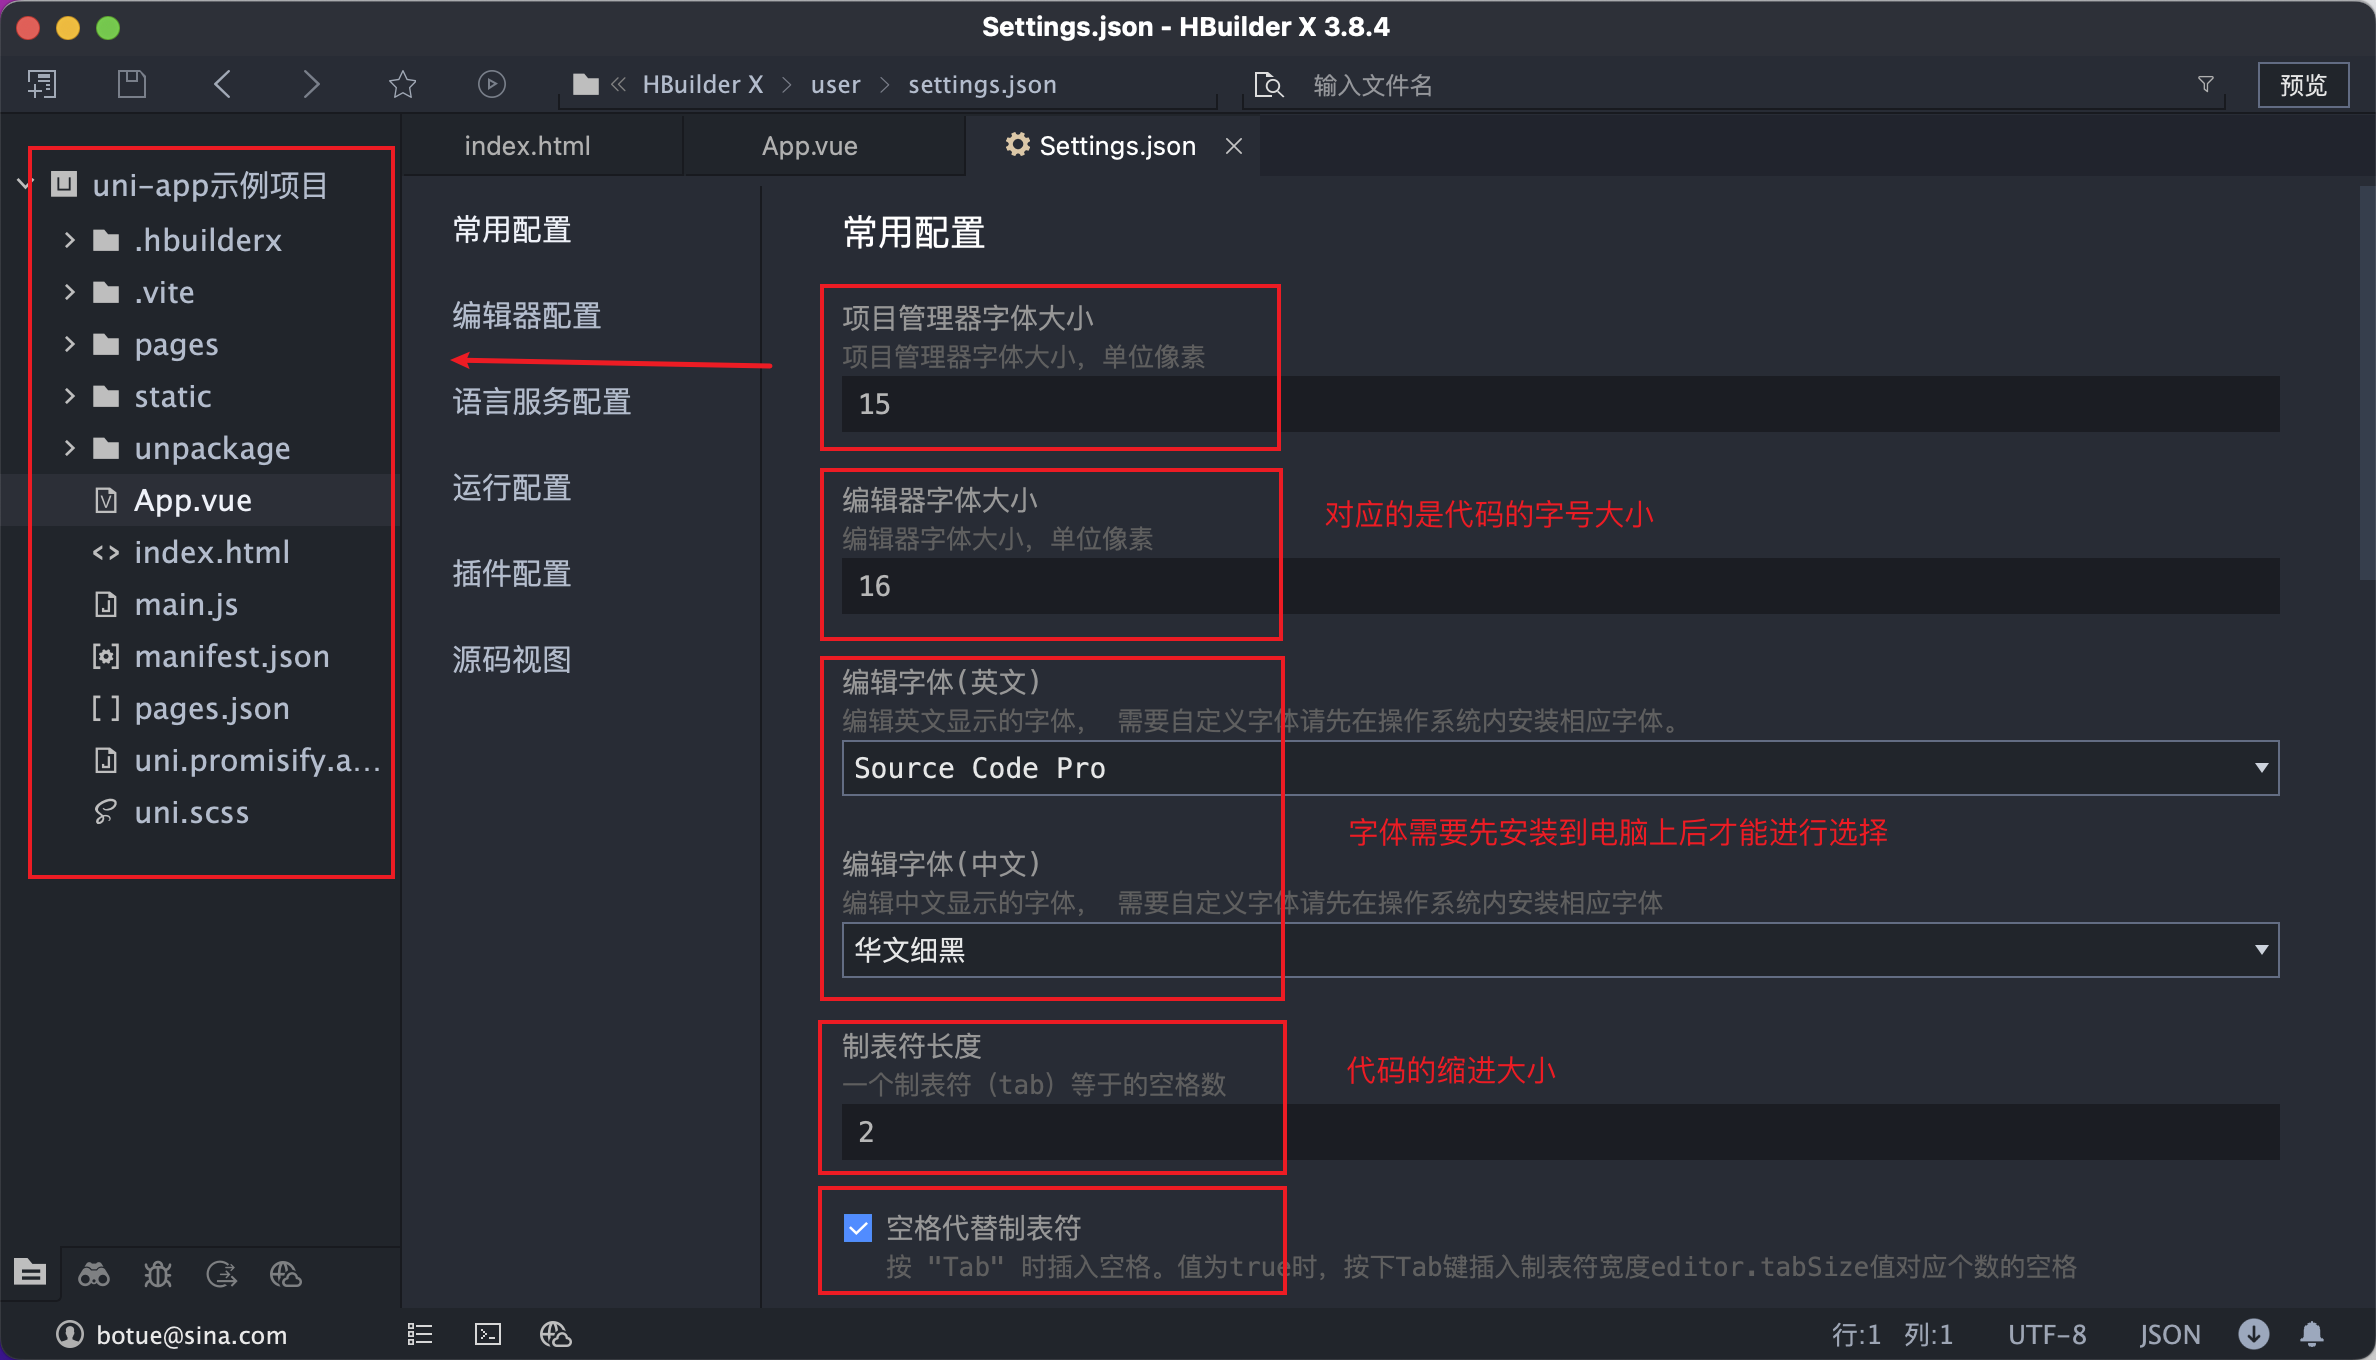 Settings.json - HBuilder X 3.8.4
HBuilder X
user
settings.json
输入文件名
预览
index.html
App.vue
Settings.json
uni-app示例项目
.hbuilderx
.vite
pages
static
unpackage
App.vue
index.html
main.js
manifest.json
pages.json
uni.promisify.a...
uni.scss
常用配置
编辑器配置
语言服务配置
运行配置
插件配置
源码视图
常用配置
项目管理器字体大小
项目管理器字体大小，单位像素
15
编辑器字体大小
编辑器字体大小，单位像素
16
对应的是代码的字号大小
编辑字体(英文)
编辑英文显示的字体， 需要自定义字体请先在操作系统内安装相应字体。
Source Code Pro
字体需要先安装到电脑上后才能进行选择
编辑字体(中文)
编辑中文显示的字体， 需要自定义字体请先在操作系统内安装相应字体
华文细黑
制表符长度
一个制表符（tab）等于的空格数
2
代码的缩进大小
空格代替制表符
按 "Tab" 时插入空格。值为true时，按下Tab键插入制表符宽度editor.tabSize值对应个数的空格
botue@sina.com
行:1 列:1
UTF-8
JSON